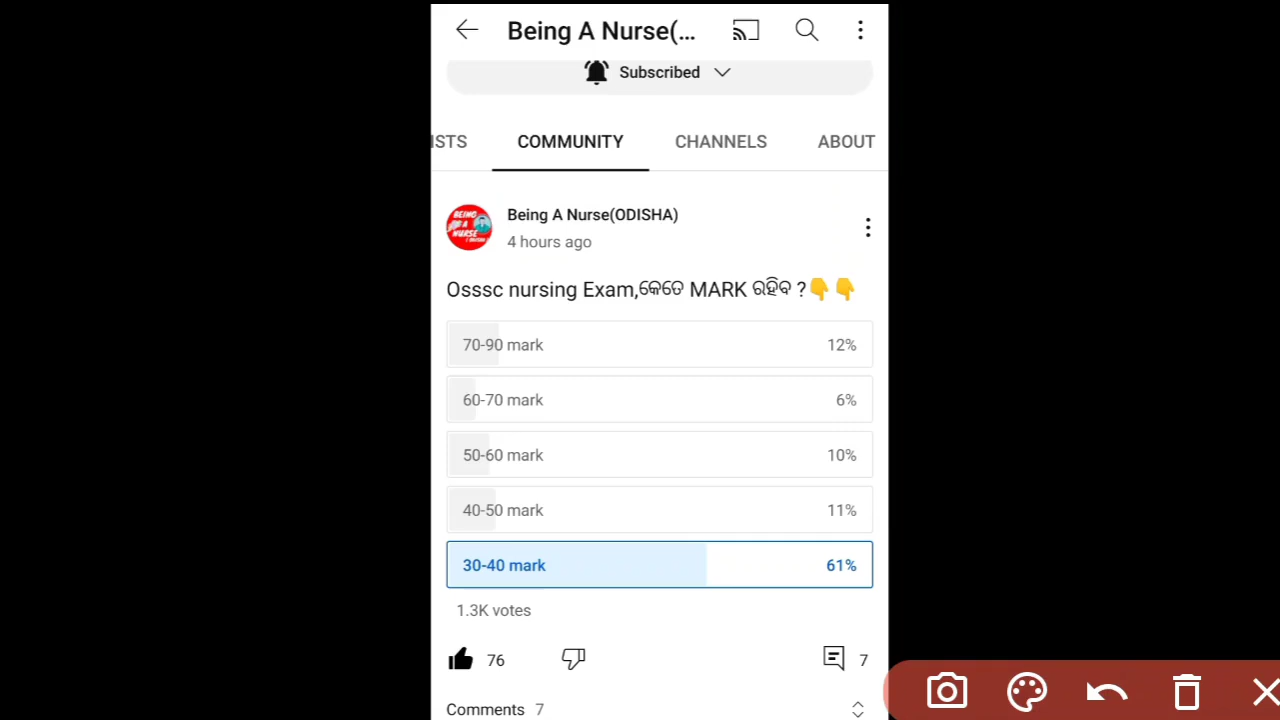 Being A Nurse(...
Subscribed
ISTS COMMUNITY CHANNELS ABOUT
BEING
A
NURSE
Being A Nurse(ODISHA)
4 hours ago
Osssc nursing Exam,କେତେ MARK ରହିବ ?👇👇
70-90 mark 12%
60-70 mark 6%
50-60 mark 10%
40-50 mark 11%
30-40 mark 61%
1.3K votes
76 7
Comments 7